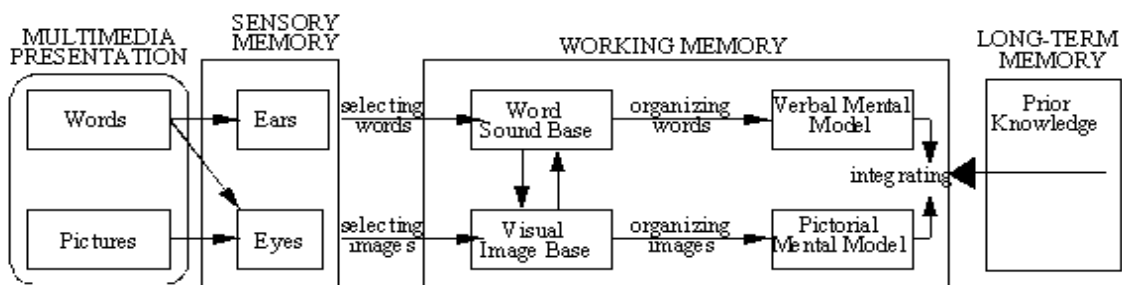 MULTIMEDIA
PRESENTATION
SENSORY
MEMORY
WORKING MEMORY
LONG-TERM
MEMORY
Words
Ears
selecting
words
Word
Sound Base
organizing
words
Verbal Mental
Model
Prior
Knowledge
integrating
Pictures
Eyes
selecting
images
Visual
Image Base
organizing
images
Pictorial
Mental Model